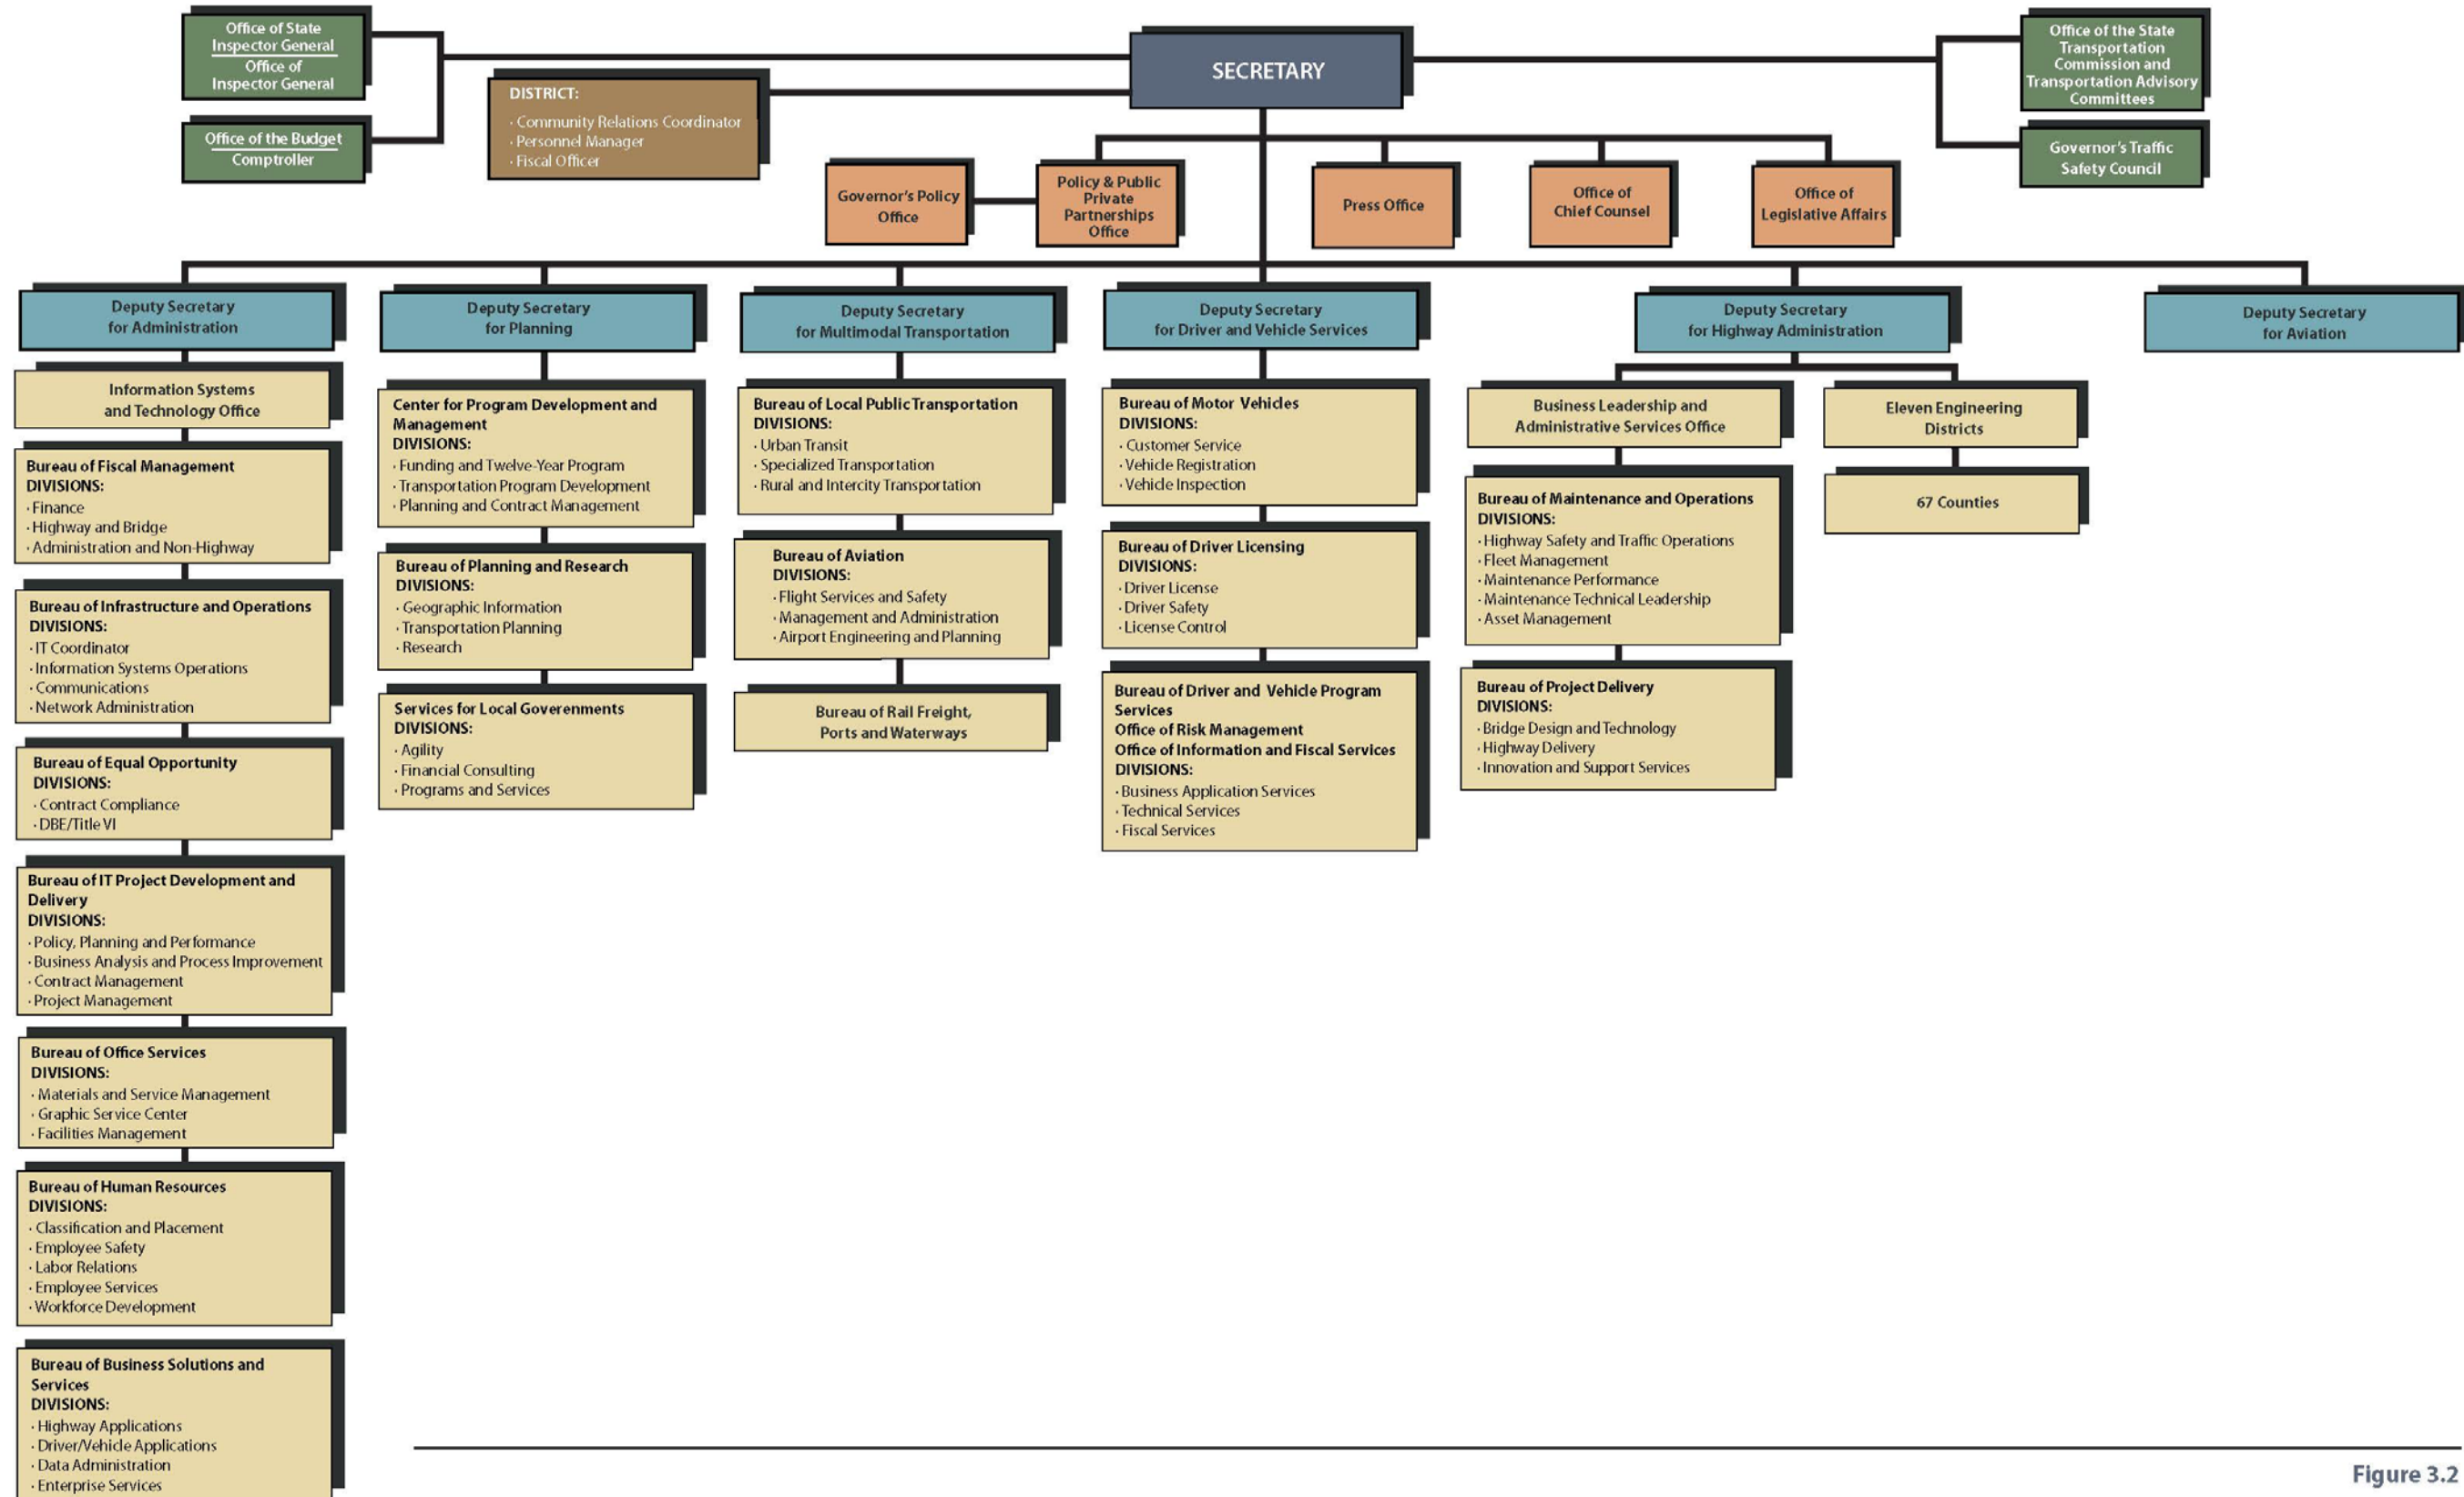 Office of State
Inspector General
Office of
Inspector General
Office of the Budget
Comptroller
DISTRICT:
· Community Relations Coordinator
· Personnel Manager
· Fiscal Officer
SECRETARY
Office of the State
Transportation
Commission and
Transportation Advisory
Committees
Governor's Traffic
Safety Council
Governor's Policy
Office
Policy & Public
Private
Partnerships
Office
Press Office
Office of
Chief Counsel
Office of
Legislative Affairs
Deputy Secretary
for Administration
Information Systems
and Technology Office
Bureau of Fiscal Management
DIVISIONS:
· Finance
· Highway and Bridge
· Administration and Non-Highway
Bureau of Infrastructure and Operations
DIVISIONS:
· IT Coordinator
· Information Systems Operations
· Communications
· Network Administration
Bureau of Equal Opportunity
DIVISIONS:
· Contract Compliance
· DBE/Title VI
Bureau of IT Project Development and
Delivery
DIVISIONS:
· Policy, Planning and Performance
· Business Analysis and Process Improvement
· Contract Management
· Project Management
Bureau of Office Services
DIVISIONS:
· Materials and Service Management
· Graphic Service Center
· Facilities Management
Bureau of Human Resources
DIVISIONS:
· Classification and Placement
· Employee Safety
· Labor Relations
· Employee Services
· Workforce Development
Bureau of Business Solutions and
Services
DIVISIONS:
· Highway Applications
· Driver/Vehicle Applications
· Data Administration
· Enterprise Services
Deputy Secretary
for Planning
Center for Program Development and
Management
DIVISIONS:
· Funding and Twelve-Year Program
· Transportation Program Development
· Planning and Contract Management
Bureau of Planning and Research
DIVISIONS:
· Geographic Information
· Transportation Planning
· Research
Services for Local Goverenments
DIVISIONS:
· Agility
· Financial Consulting
· Programs and Services
Deputy Secretary
for Multimodal Transportation
Bureau of Local Public Transportation
DIVISIONS:
· Urban Transit
· Specialized Transportation
· Rural and Intercity Transportation
Bureau of Aviation
DIVISIONS:
· Flight Services and Safety
· Management and Administration
· Airport Engineering and Planning
Bureau of Rail Freight,
Ports and Waterways
Deputy Secretary
for Driver and Vehicle Services
Bureau of Motor Vehicles
DIVISIONS:
· Customer Service
· Vehicle Registration
· Vehicle Inspection
Bureau of Driver Licensing
DIVISIONS:
· Driver License
· Driver Safety
· License Control
Bureau of Driver and Vehicle Program
Services
Office of Risk Management
Office of Information and Fiscal Services
DIVISIONS:
· Business Application Services
· Technical Services
· Fiscal Services
Deputy Secretary
for Highway Administration
Business Leadership and
Administrative Services Office
Bureau of Maintenance and Operations
DIVISIONS:
· Highway Safety and Traffic Operations
· Fleet Management
· Maintenance Performance
· Maintenance Technical Leadership
· Asset Management
Bureau of Project Delivery
DIVISIONS:
· Bridge Design and Technology
· Highway Delivery
· Innovation and Support Services
Eleven Engineering
Districts
67 Counties
Deputy Secretary
for Aviation
Figure 3.2